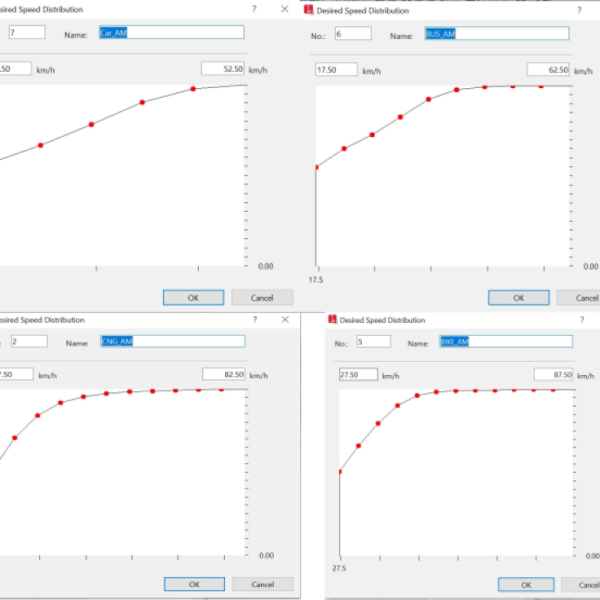 sired Speed Distribution ?
7 Name: Car_AM
.50 km/h 52.50 km/h
0.00
OK Cancel
Desired Speed Distribution ?
No.: 6 Name: BUS_AM
17.50 km/h 62.50 km/h
0.00
17.5
OK Cancel
esired Speed Distribution ?
: 2 Name: CNG_AM
7.50 km/h 82.50 km/h
0.00
OK Cancel
Desired Speed Distribution ?
No.: 5 Name:
27.50 km/h 87.50 km/h
0.00
27.5
OK Cancel